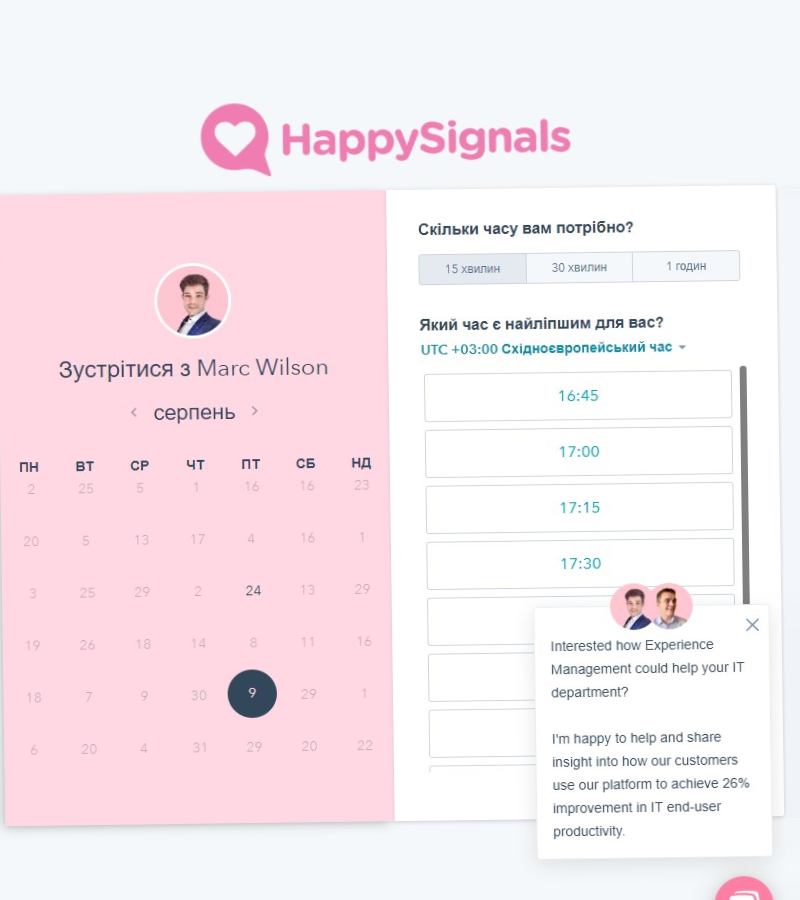 HappySignals
Зустрітися з Marc Wilson
серпень
ПН ВТ СР ЧТ ПТ СБ НД
2 25 5 1 16 16 23
20 5 13 17 4 16 1
3 25 29 2 24 13 29
19 26 18 14 8 11 16
18 7 9 30 9 29 1
6 20 4 31 29 20 22
Скільки часу вам потрібно?
15 хвилин 30 хвилин 1 годин
Який час є найліпшим для вас?
UTC +03:00 Східноєвропейський час
16:45
17:00
17:15
17:30
Interested how Experience
Management could help your IT
department?
I'm happy to help and share
insight into how our customers
use our platform to achieve 26%
improvement in IT end-user
productivity.